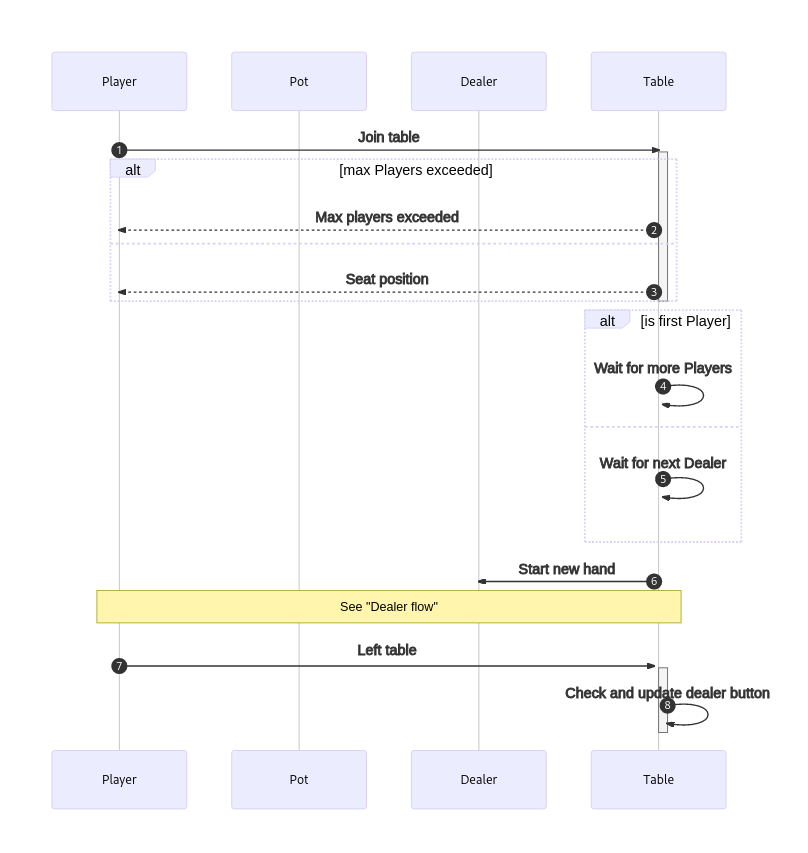 Player
Pot
Dealer
Table
Join table
1
alt
[max Players exceeded]
Max players exceeded
2
Seat position
3
alt
[is first Player]
Wait for more Players
4
Wait for next Dealer
5
Start new hand
6
See "Dealer flow"
Left table
7
Check and update dealer button
8
Player
Pot
Dealer
Table